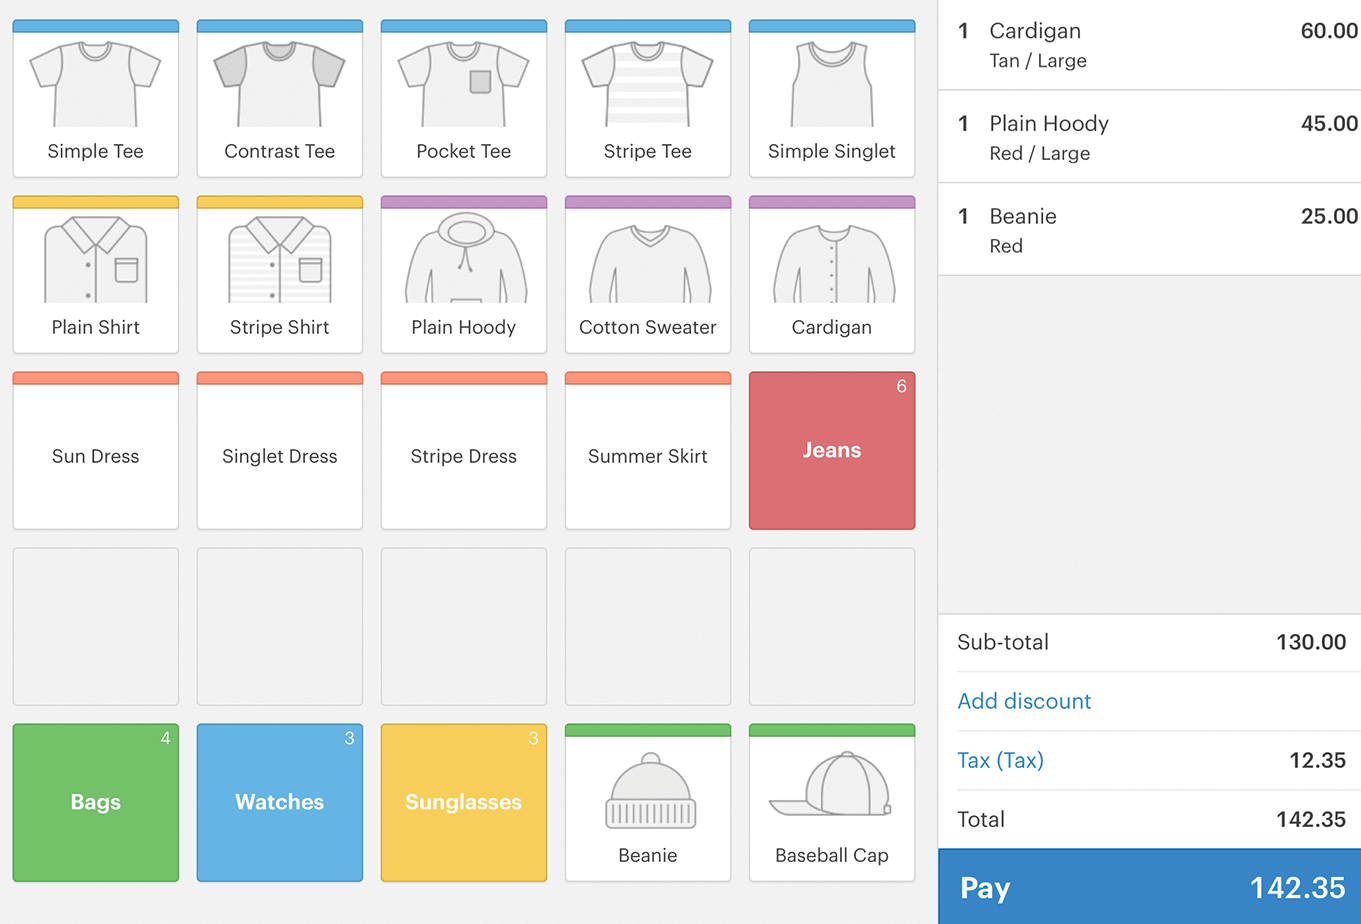 Simple Tee
Contrast Tee
Pocket Tee
Stripe Tee
Simple Singlet
Plain Shirt
Stripe Shirt
Plain Hoody
Cotton Sweater
Cardigan
Sun Dress
Singlet Dress
Stripe Dress
Summer Skirt
6
Jeans
4
Bags
3
Watches
3
Sunglasses
Beanie
Baseball Cap
1 Cardigan 60.00
Tan / Large
1 Plain Hoody 45.00
Red / Large
1 Beanie 25.00
Red
Sub-total 130.00
Add discount
Tax (Tax) 12.35
Total 142.35
Pay 142.35